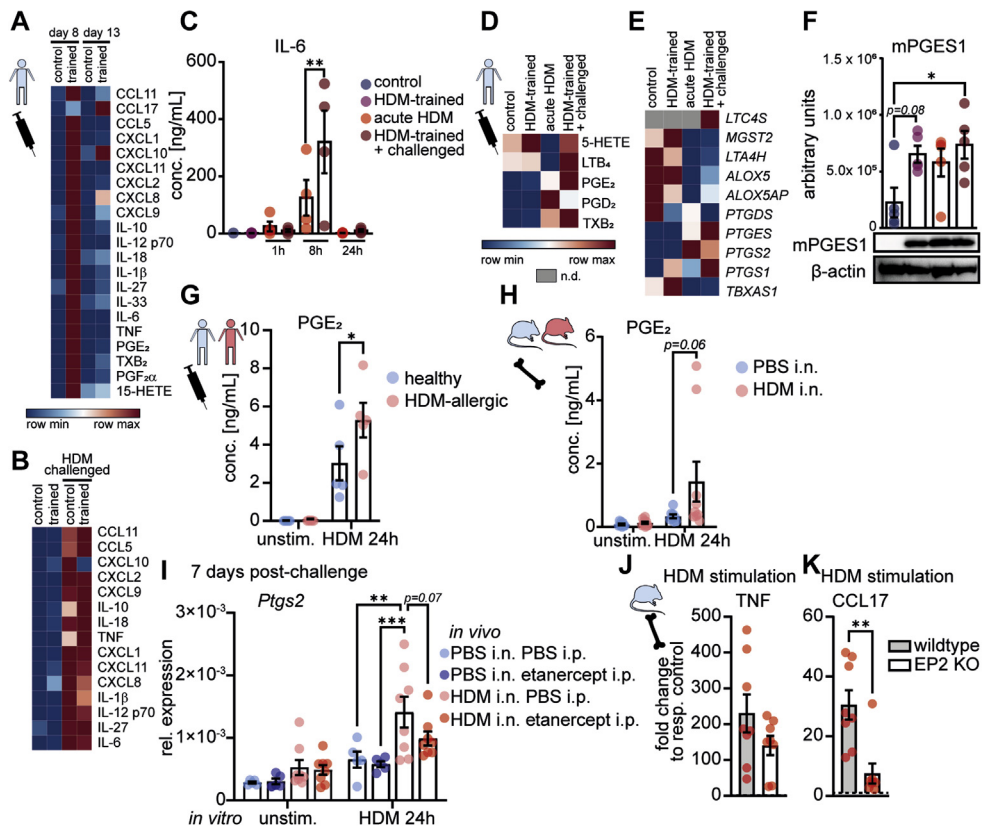 A
day 8 day 13
control
trained
control
trained
CCL11
CCL17
CCL5
CXCL1
CXCL10
CXCL11
CXCL2
CXCL8
CXCL9
IL-10
IL-12 p70
IL-18
IL-1β
IL-27
IL-33
IL-6
TNF
PGE₂
TXB₂
PGF₂α
15-HETE
row min row max
B
HDM
challenged
control
trained
control
trained
CCL11
CCL5
CXCL10
CXCL2
CXCL9
IL-10
IL-18
TNF
CXCL1
CXCL11
CXCL8
IL-1β
IL-12 p70
IL-27
IL-6
C
IL-6
conc. [ng/mL]
600
400
200
0
**
1h 8h 24h
control
HDM-trained
acute HDM
HDM-trained
+ challenged
D
control
HDM-trained
acute HDM
HDM-trained
+ challenged
5-HETE
LTB₄
PGE₂
PGD₂
TXB₂
row min row max
n.d.
E
control
HDM-trained
acute HDM
HDM-trained
+ challenged
LTC4S
MGST2
LTA4H
ALOX5
ALOX5AP
PTGDS
PTGES
PTGS2
PTGS1
TBXAS1
F
mPGES1
arbitrary units
1.5 x 10⁶
1.0x10⁶
5.0x10⁵
0
p=0.08
*
mPGES1
β-actin
G
PGE₂
conc. [ng/mL]
10
8
6
4
2
0
*
unstim. HDM 24h
healthy
HDM-allergic
H
PGE₂
conc. [ng/mL]
6
4
2
0
p=0.06
unstim. HDM 24h
PBS i.n.
HDM i.n.
I
7 days post-challenge
Ptgs2
rel. expression
3×10⁻³
2×10⁻³
1×10⁻³
0
**
***
p=0.07
in vitro unstim. HDM 24h
in vivo
PBS i.n. PBS i.p.
PBS i.n. etanercept i.p.
HDM i.n. PBS i.p.
HDM i.n. etanercept i.p.
J
HDM stimulation
TNF
fold change
to resp. control
500
400
300
200
100
0
K
HDM stimulation
CCL17
60
40
20
0
**
wildtype
EP2 KO